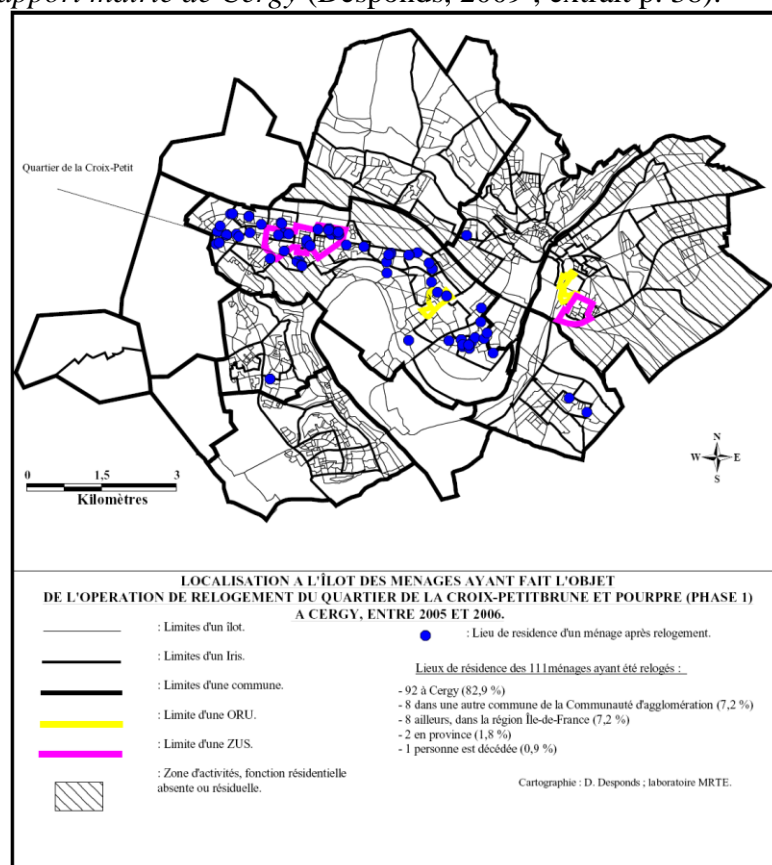 apport mairie de Cergy (Desponds, 2009 ; extrait p. 58).
Quartier de la Croix-Petit
N
W E
S
0 1,5 3
Kilomètres
LOCALISATION A L'ÎLOT DES MENAGES AYANT FAIT L'OBJET
DE L'OPERATION DE RELOGEMENT DU QUARTIER DE LA CROIX-PETITBRUNE ET POURPRE (PHASE 1)
A CERGY, ENTRE 2005 ET 2006.
: Limites d'un îlot.
: Limites d'un Iris.
: Limites d'une commune.
: Limite d'une ORU.
: Limite d'une ZUS.
: Zone d'activités, fonction résidentielle
absente ou résiduelle.
: Lieu de residence d'un ménage après relogement.
Lieux de résidence des 111ménages ayant été relogés :
- 92 à Cergy (82,9 %)
- 8 dans une autre commune de la Communauté d'agglomération (7,2 %)
- 8 ailleurs, dans la région Île-de-France (7,2 %)
- 2 en province (1,8 %)
- 1 personne est décédée (0,9 %)
Cartographie : D. Desponds ; laboratoire MRTE.